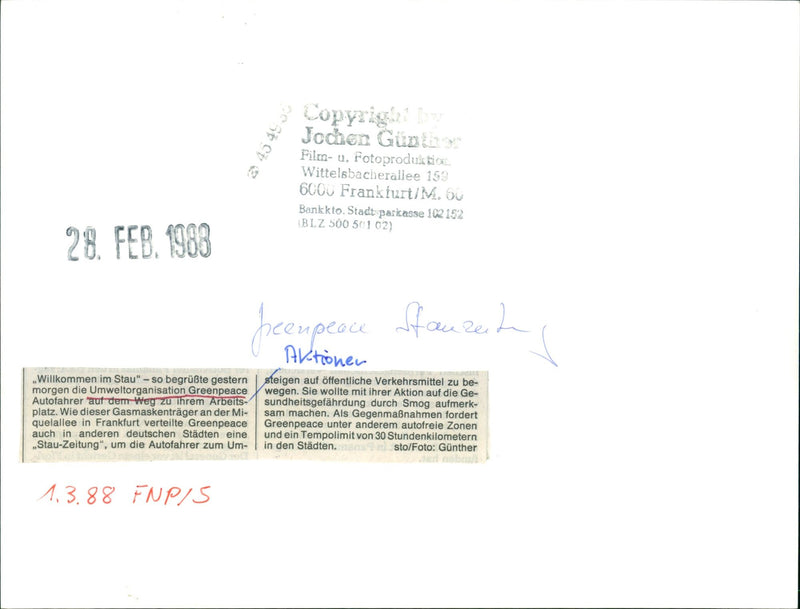 Copyright by
Jochen Günther
Film- u. Fotoproduktion
Wittelsbacherallee 159
6000 Frankfurt/M. 60
Bankkto. Stadtsparkasse 102 152
(BLZ 500 501 02)
28. FEB. 1988
Greenpeace Stauzeitung
Aktionen
„Willkommen im Stau“ – so begrüßte gestern
morgen die Umweltorganisation Greenpeace
Autofahrer auf dem Weg zu ihrem Arbeits-
platz. Wie dieser Gasmaskenträger an der Mi-
quelallee in Frankfurt verteilte Greenpeace
auch in anderen deutschen Städten eine
„Stau-Zeitung“, um die Autofahrer zum Um-
steigen auf öffentliche Verkehrsmittel zu be-
wegen. Sie wollte mit ihrer Aktion auf die Ge-
sundheitsgefährdung durch Smog aufmerk-
sam machen. Als Gegenmaßnahmen fordert
Greenpeace unter anderem autofreie Zonen
und ein Tempolimit von 30 Stundenkilometern
in den Städten. sto/Foto: Günther
1.3.88 FNP/S